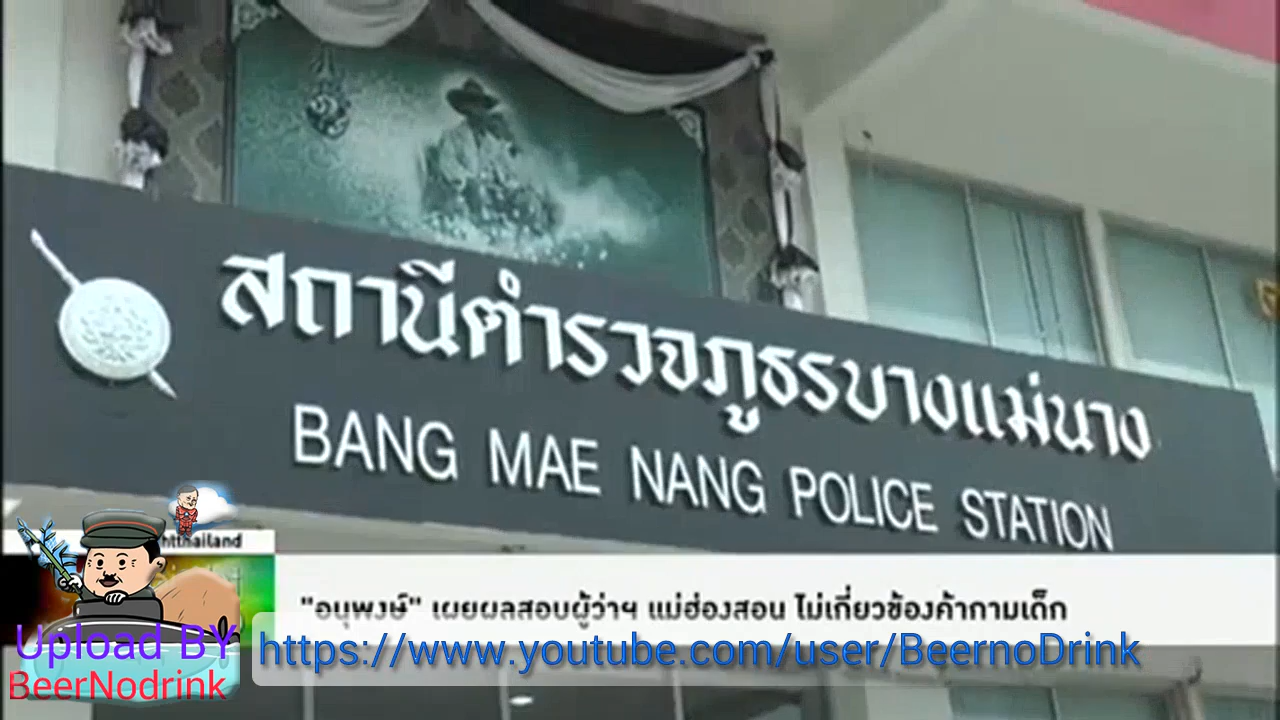 สถานีตำรวจภูธรบางแม่นาง
BANG MAE NANG POLICE STATION
htthailand
"อนุพงษ์" เผยผลสอบผู้ว่าฯ แม่ฮ่องสอน ไม่เกี่ยวข้องค้ากามเด็ก
Upload BY
https://www.youtube.com/user/BeernoDrink
BeerNodrink